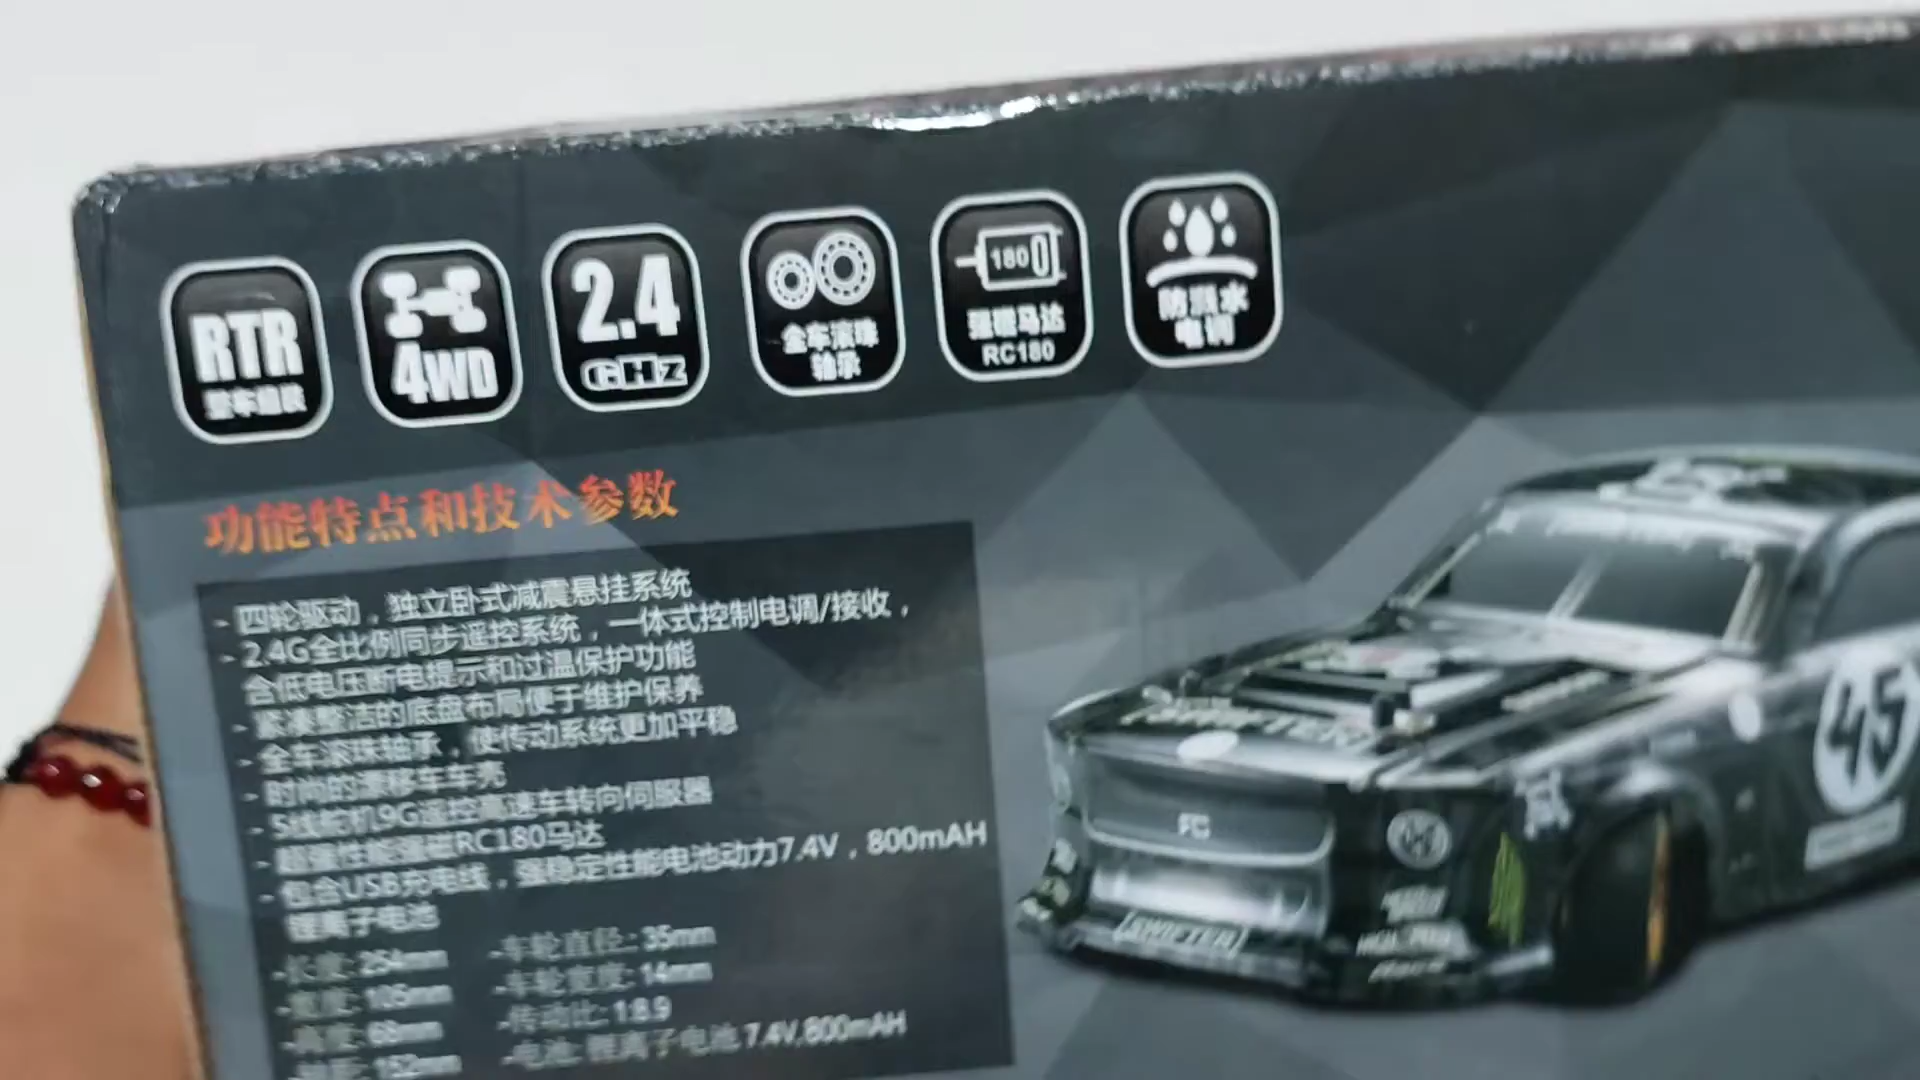 RTR
整车组装
4WD
2.4
GHz
全车滚珠
轴承
180
强磁马达
RC180
防溅水
电调
功能特点和技术参数
- 四轮驱动，独立卧式减震悬挂系统
- 2.4G全比例同步遥控系统，一体式控制电调/接收，
含低电压断电提示和过温保护功能
- 紧凑整洁的底盘布局便于维护保养
- 全车滚珠轴承，使传动系统更加平稳
- 时尚的漂移车车壳
- 5线舵机9G遥控高速车转向伺服器
- 超强性能强磁RC180马达
- 包含USB充电线，强稳定性能电池动力7.4V，800mAH
锂离子电池
-长度: 254mm
-车轮直径: 35mm
-宽度: 105mm
-车轮宽度: 14mm
-高度: 68mm
-传动比: 1:8.9
152mm
-电池: 锂离子电池 7.4V,800mAH
FC
SWIFTER
45